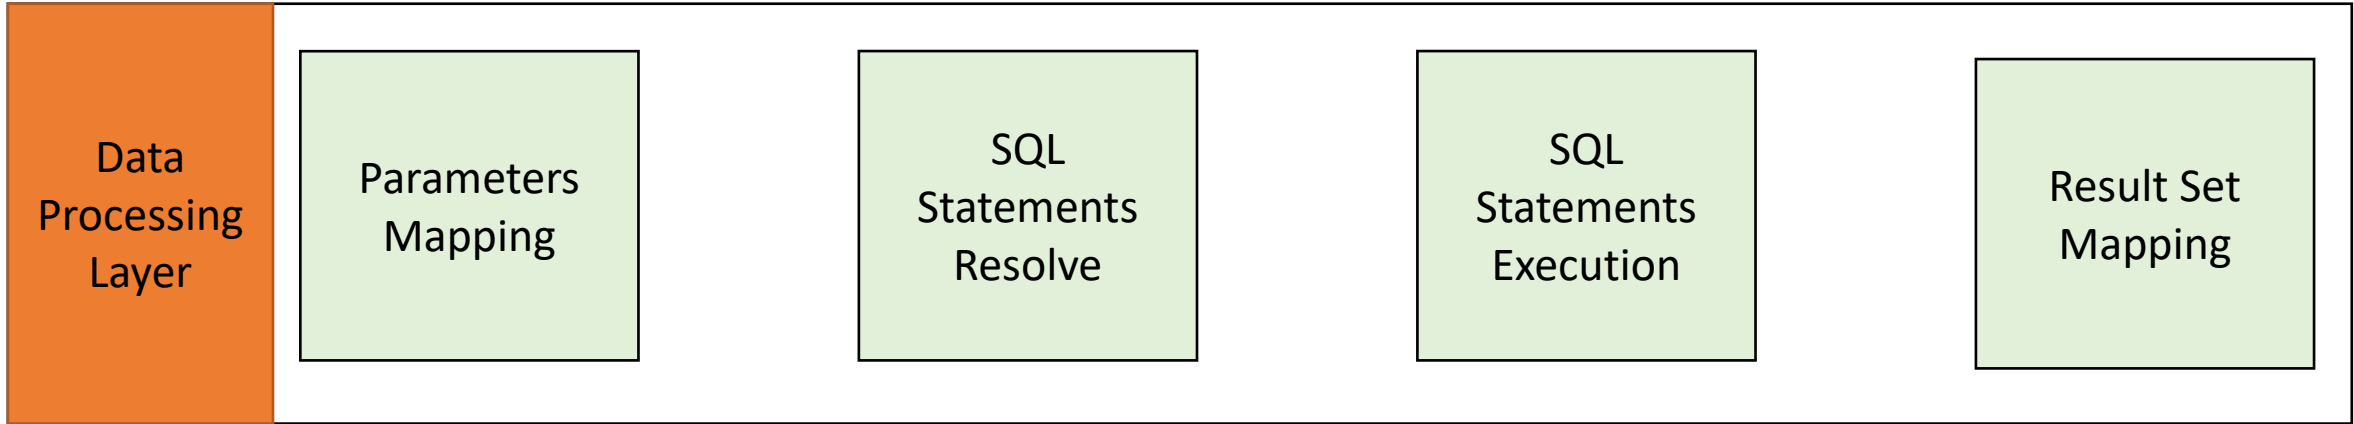 Data
Processing
Layer
Parameters
Mapping
SQL
Statements
Resolve
SQL
Statements
Execution
Result Set
Mapping